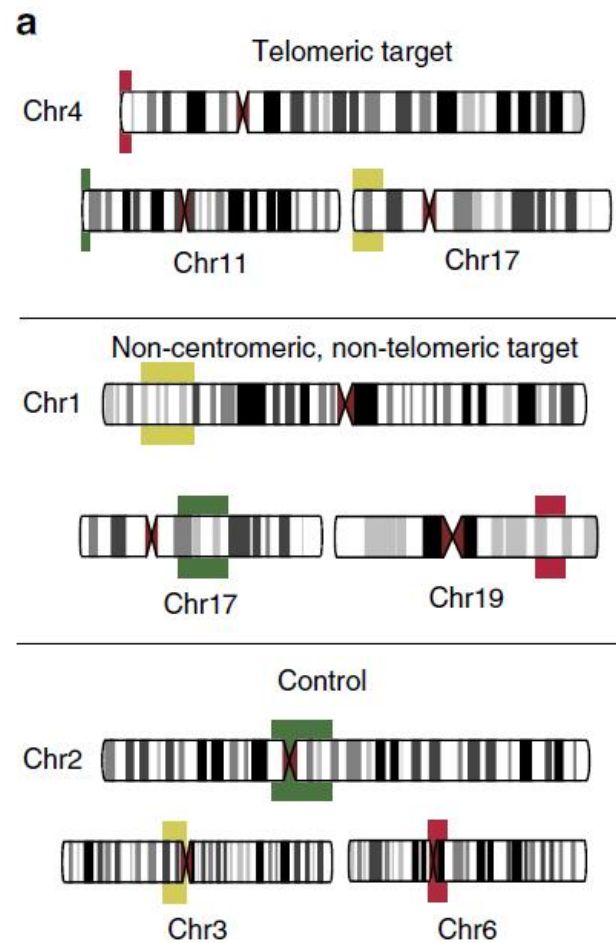 a
Telomeric target
Chr4
Chr11
Chr17
Non-centromeric, non-telomeric target
Chr1
Chr17
Chr19
Control
Chr2
Chr3
Chr6